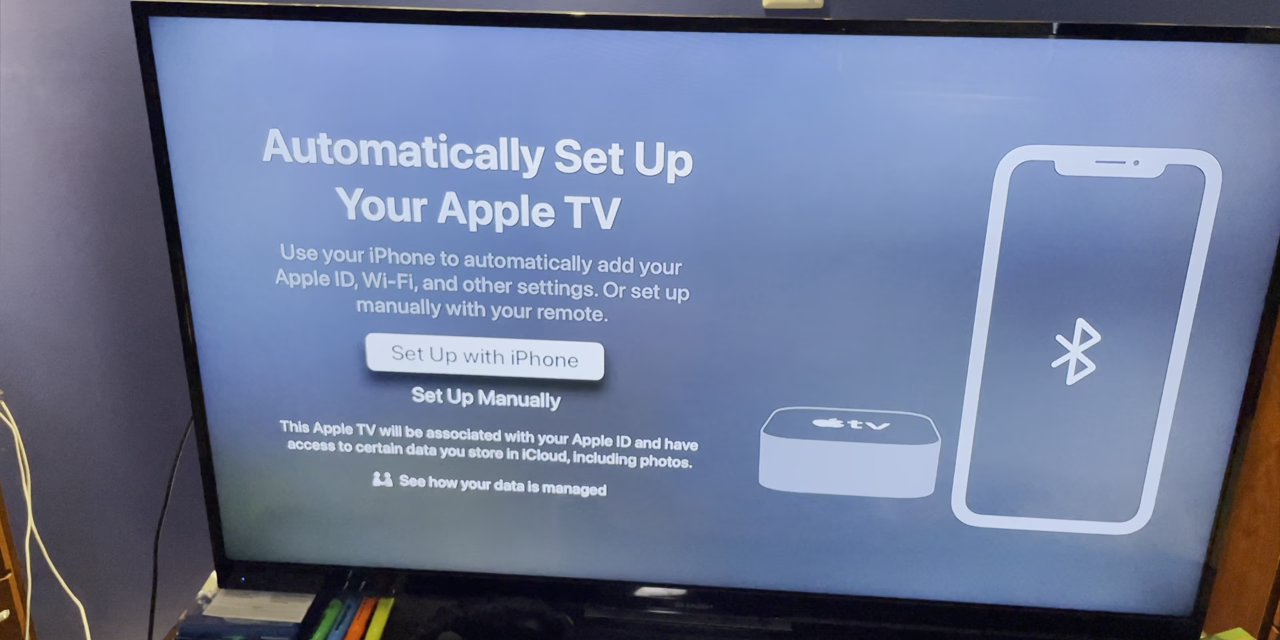 Automatically Set Up
Your Apple TV
Use your iPhone to automatically add your
Apple ID, Wi-Fi, and other settings. Or set up
manually with your remote.
Set Up with iPhone
Set Up Manually
This Apple TV will be associated with your Apple ID and have
access to certain data you store in iCloud, including photos.
See how your data is managed
tv